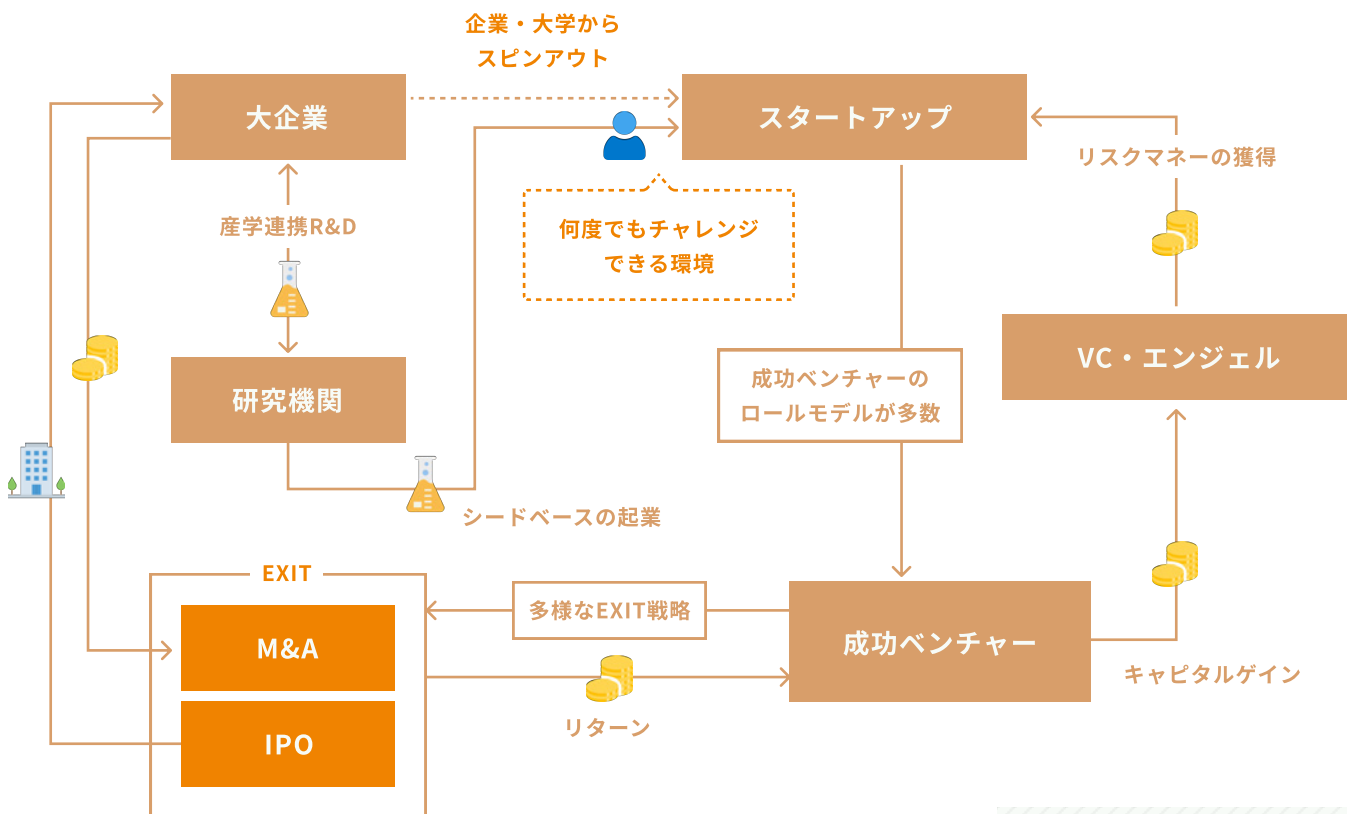 企業・大学から
スピンアウト
大企業
スタートアップ
リスクマネーの獲得
産学連携R&D
何度でもチャレンジ
できる環境
VC・エンジェル
研究機関
成功ベンチャーの
ロールモデルが多数
シードベースの起業
EXIT
M&A
多様なEXIT戦略
成功ベンチャー
キャピタルゲイン
リターン
IPO